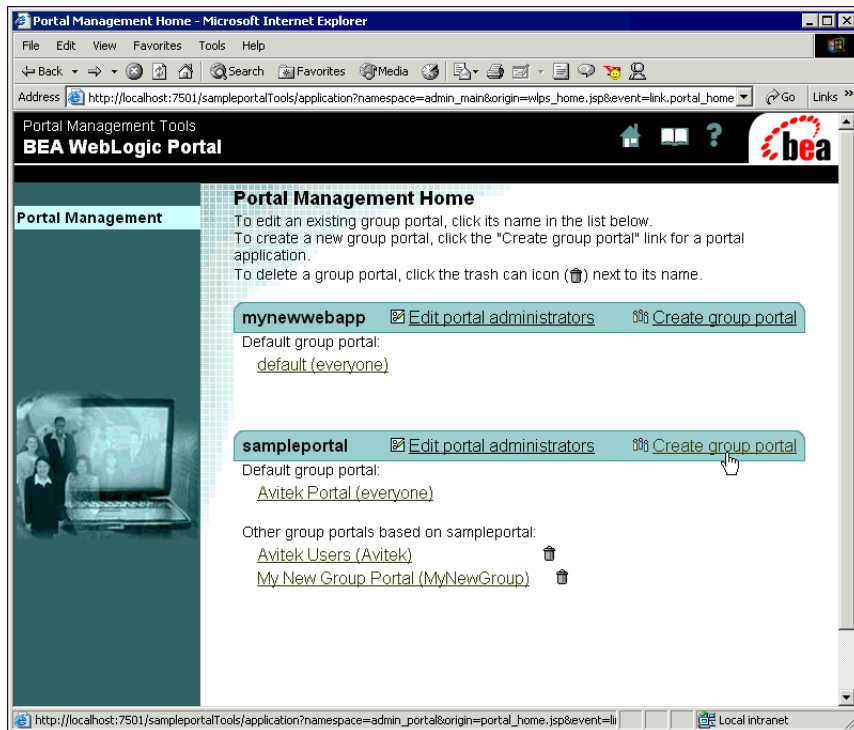 Portal Management Home - Microsoft Internet Explorer
File Edit View Favorites Tools Help
Back Search Favorites Media
Address http://localhost:7501/sampleportalTools/application?namespace=admin_main&origin=wlps_home.jsp&event=link.portal_home Go Links »
Portal Management Tools
BEA WebLogic Portal
? bea
Portal Management
Portal Management Home
To edit an existing group portal, click its name in the list below.
To create a new group portal, click the "Create group portal" link for a portal
application.
To delete a group portal, click the trash can icon ( ) next to its name.
mynewwebapp Edit portal administrators Create group portal
Default group portal:
default (everyone)
sampleportal Edit portal administrators Create group portal
Default group portal:
Avitek Portal (everyone)
Other group portals based on sampleportal:
Avitek Users (Avitek)
My New Group Portal (MyNewGroup)
http://localhost:7501/sampleportalTools/application?namespace=admin_portal&origin=portal_home.jsp&event=li Local intranet